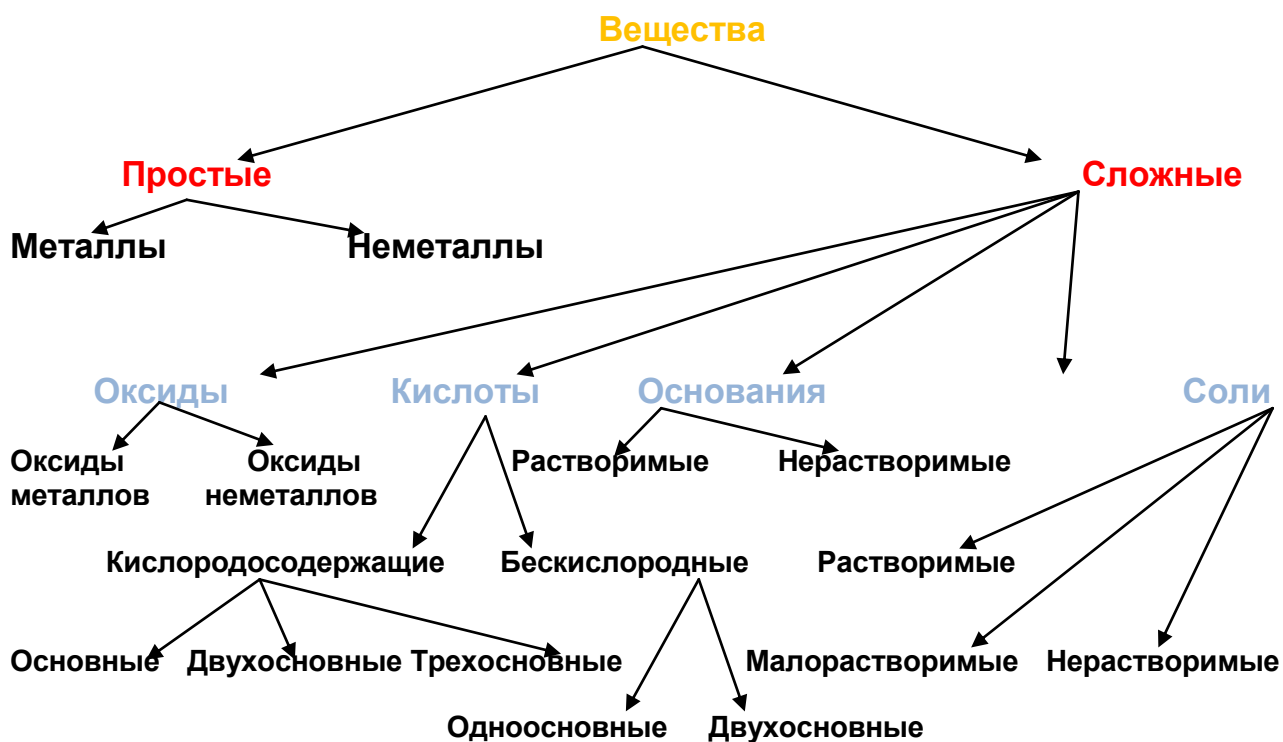 Вещества
Простые
Сложные
Металлы
Неметаллы
Оксиды
Кислоты
Основания
Соли
Оксиды
металлов
Оксиды
неметаллов
Растворимые
Нерастворимые
Кислородосодержащие
Бескислородные
Растворимые
Основные
Двухосновные
Трехосновные
Малорастворимые
Нерастворимые
Одноосновные
Двухосновные